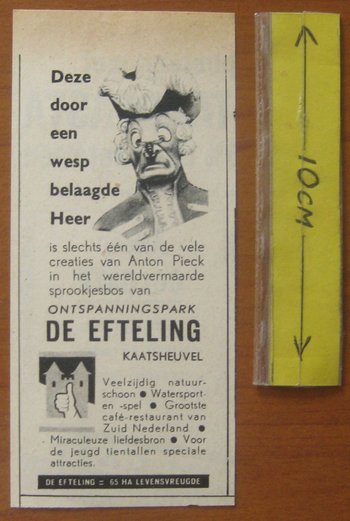 Deze
door
een
wesp
belaagde
Heer
is slechts één van de vele
creaties van Anton Pieck
in het wereldvermaarde
sprookjesbos van
ONTSPANNINGSPARK
DE EFTELING
KAATSHEUVEL
Veelzijdig natuur-
schoon ● Watersport
en -spel ● Grootste
café-restaurant van
Zuid Nederland ●
Miraculeuze liefdesbron ● Voor
de jeugd tientallen speciale
attracties.
DE EFTELING = 65 HA LEVENSVREUGDE
10CM